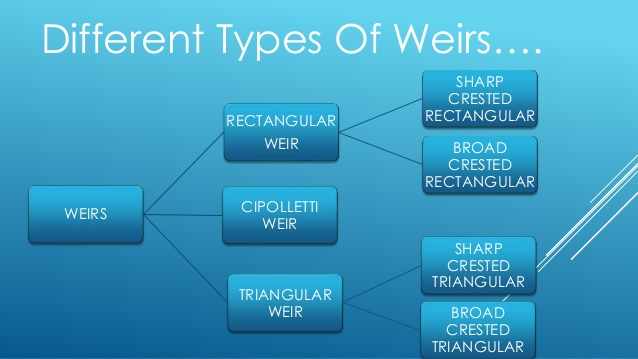 Different Types Of Weirs….
SHARP
CRESTED
RECTANGULAR
RECTANGULAR
WEIR
BROAD
CRESTED
RECTANGULAR
WEIRS
CIPOLLETTI
WEIR
SHARP
CRESTED
TRIANGULAR
TRIANGULAR
WEIR
BROAD
CRESTED
TRIANGULAR